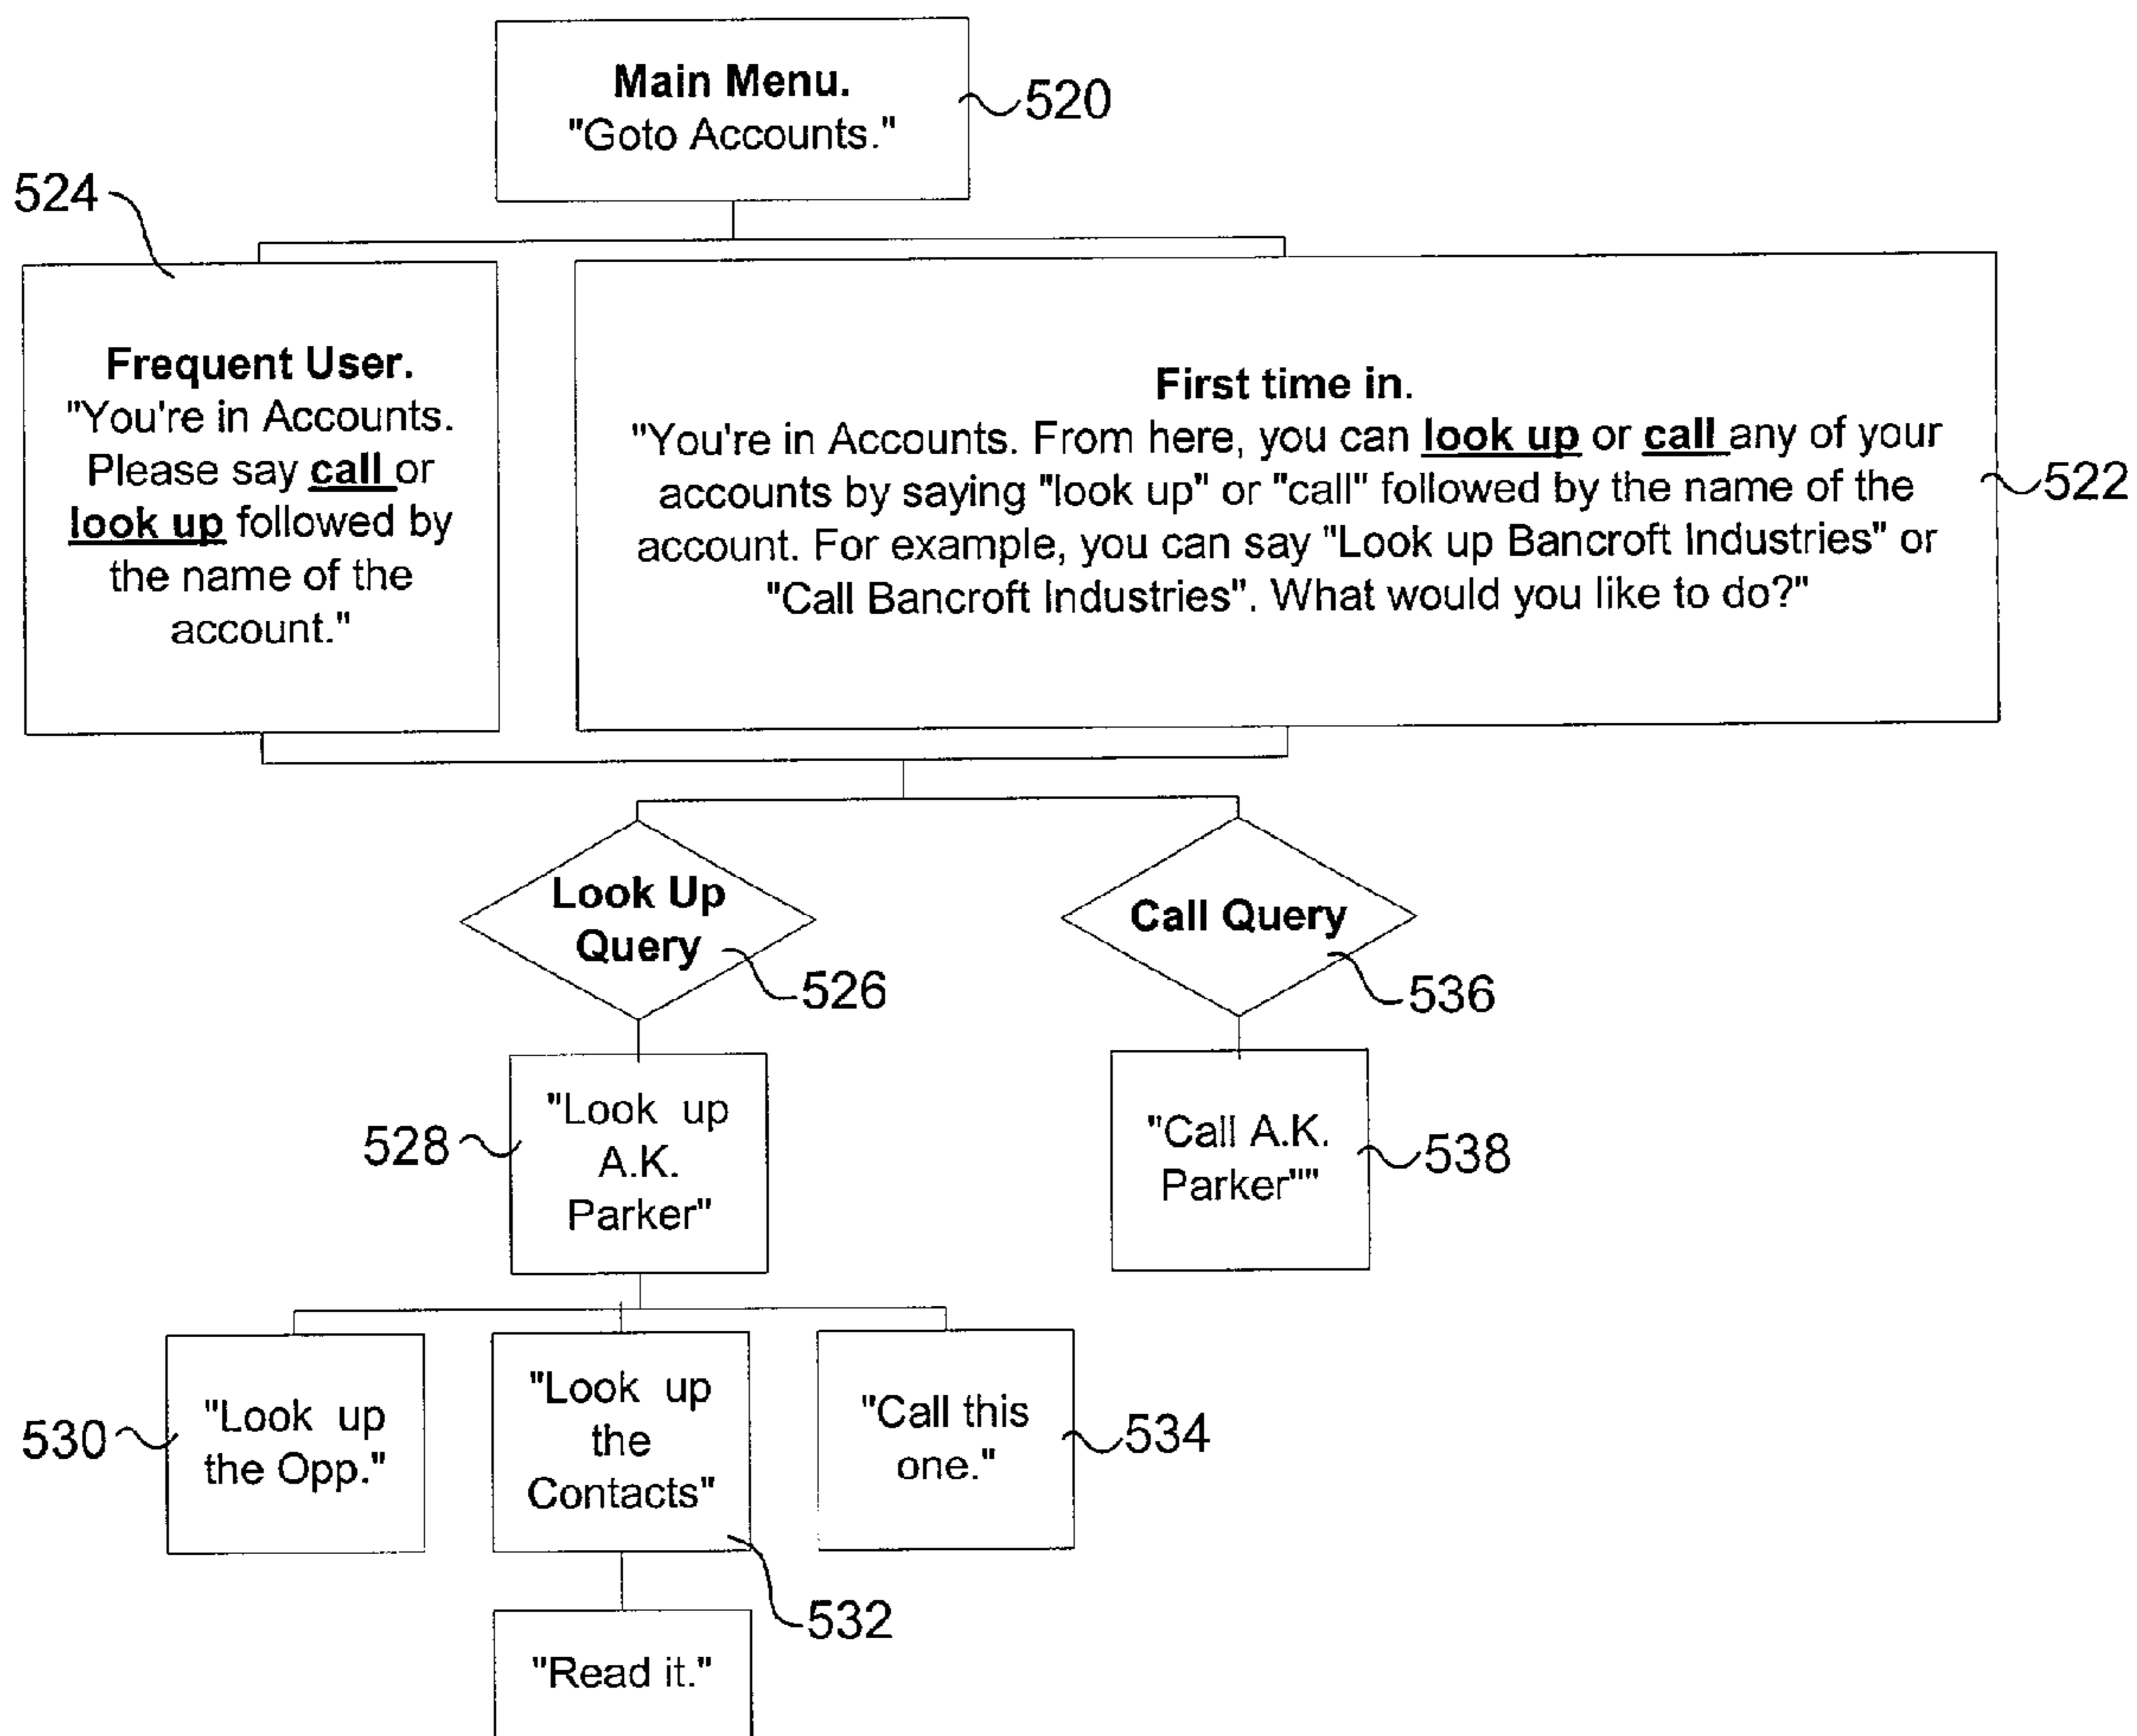 Main Menu.
"Goto Accounts."
520
524
Frequent User.
"You're in Accounts.
Please say call or
look up followed by
the name of the
account."
First time in.
"You're in Accounts. From here, you can look up or call any of your
accounts by saying "look up" or "call" followed by the name of the
account. For example, you can say "Look up Bancroft Industries" or
"Call Bancroft Industries". What would you like to do?"
522
Look Up
Query
526
Call Query
536
"Look up
A.K.
Parker"
528
"Call A.K.
Parker""
538
"Look up
the Opp."
530
"Look up
the
Contacts"
532
"Call this
one."
534
"Read it."